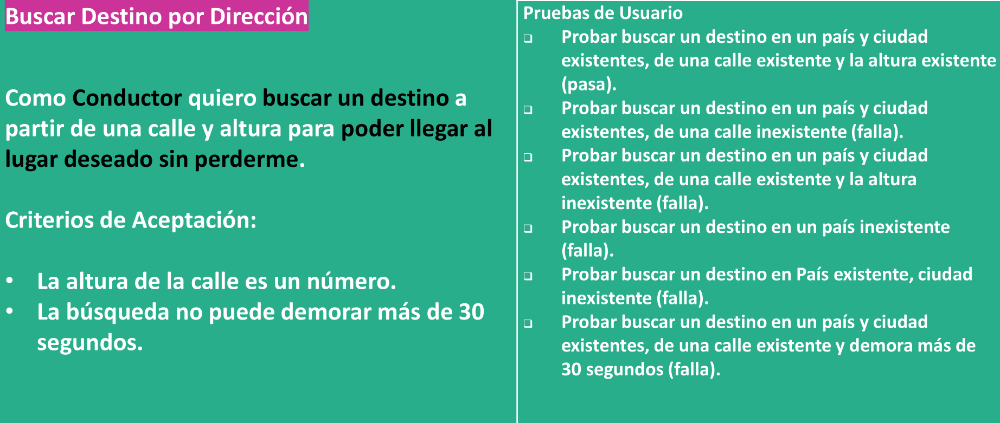 Buscar Destino por Dirección
Como Conductor quiero buscar un destino a
partir de una calle y altura para poder llegar al
lugar deseado sin perderme.
Criterios de Aceptación:
• La altura de la calle es un número.
• La búsqueda no puede demorar más de 30
segundos.
Pruebas de Usuario
❑ Probar buscar un destino en un país y ciudad
existentes, de una calle existente y la altura existente
(pasa).
❑ Probar buscar un destino en un país y ciudad
existentes, de una calle inexistente (falla).
❑ Probar buscar un destino en un país y ciudad
existentes, de una calle existente y la altura
inexistente (falla).
❑ Probar buscar un destino en un país inexistente
(falla).
❑ Probar buscar un destino en País existente, ciudad
inexistente (falla).
❑ Probar buscar un destino en un país y ciudad
existentes, de una calle existente y demora más de
30 segundos (falla).